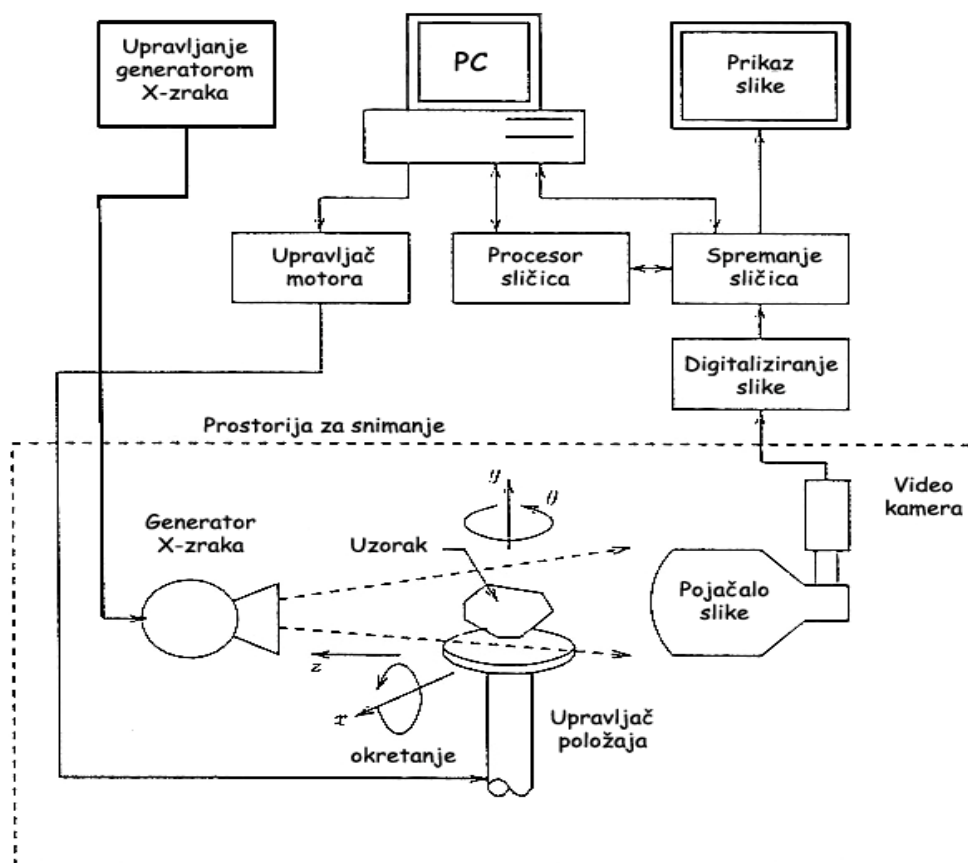 Upravljanje
generatorom
X-zraka
PC
Prikaz
slike
Upravljač
motora
Procesor
sličica
Spremanje
sličica
Digitaliziranje
slike
Prostorija za snimanje
Video
kamera
Generator
X-zraka
y
θ
Uzorak
Pojačalo
slike
z
x
okretanje
Upravljač
položaja